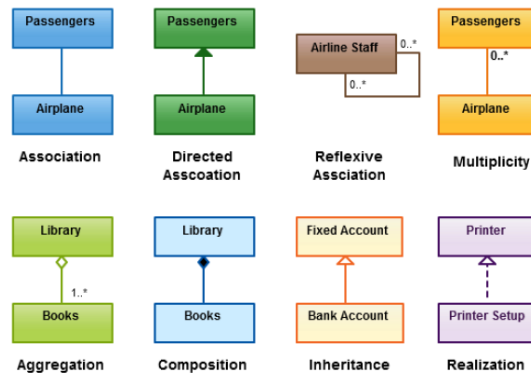 Passengers
Passengers
Airline Staff
0..*
0..*
Passengers
0..*
Airplane
Airplane
Airplane
Association
Directed
Asscoation
Reflexive
Assciation
Multiplicity
Library
Library
Fixed Account
Printer
1..*
Books
Books
Bank Account
Printer Setup
Aggregation
Composition
Inheritance
Realization